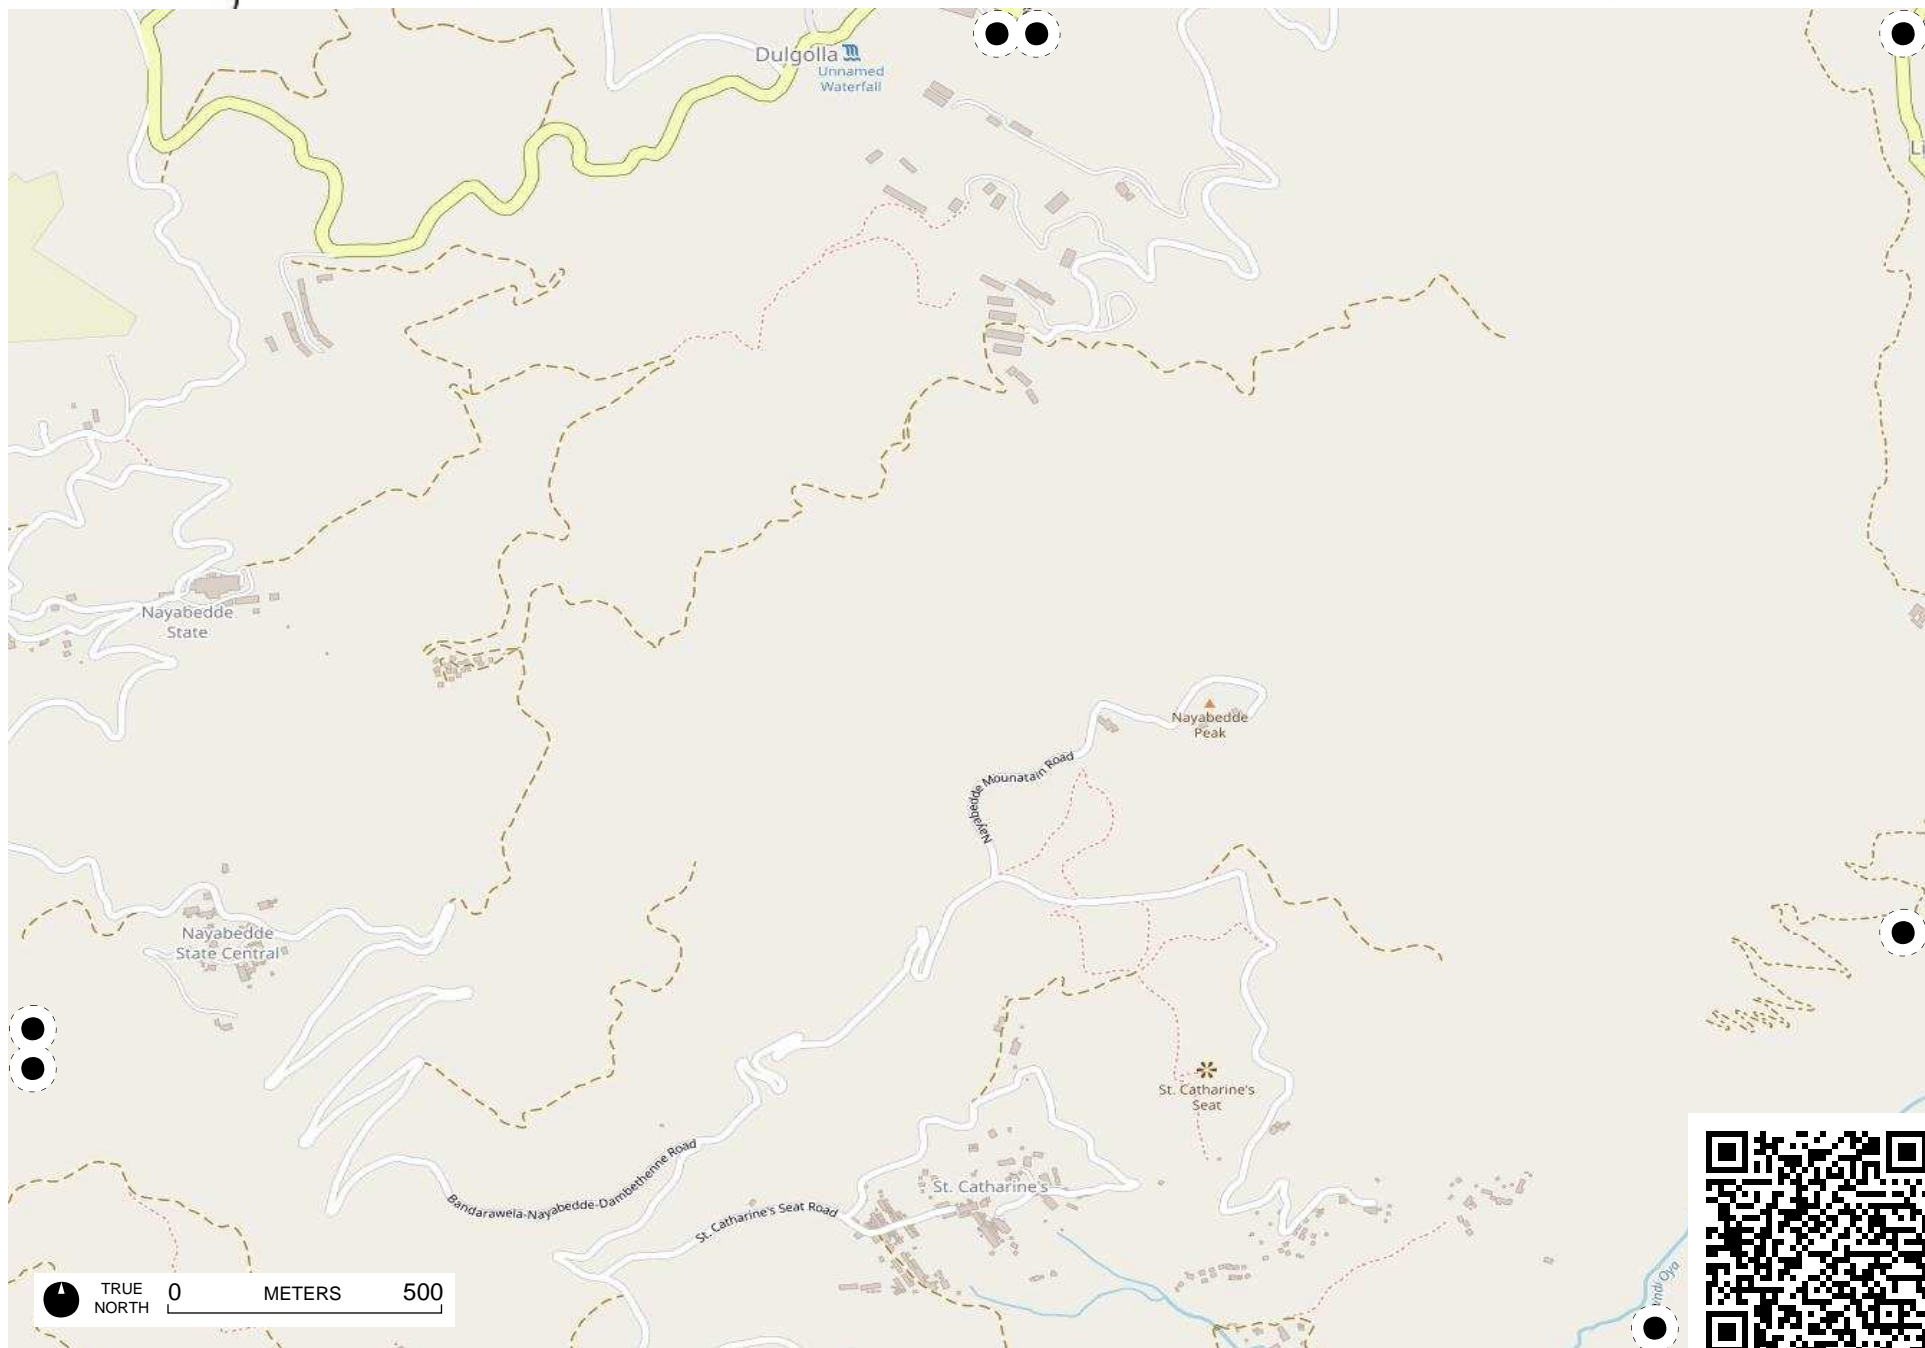 Dulgolla
Unnamed
Waterfall
Nayabedde
State
Nayabedde
Peak
Nayabedde Mounatain Road
Nayabedde
State Central
St. Catharine's
Seat
Bandarawela-Nayabedde-Dambethenne Road
St. Catharine's Seat Road
St. Catharine's
TRUE
NORTH
0 METERS 500
Oya